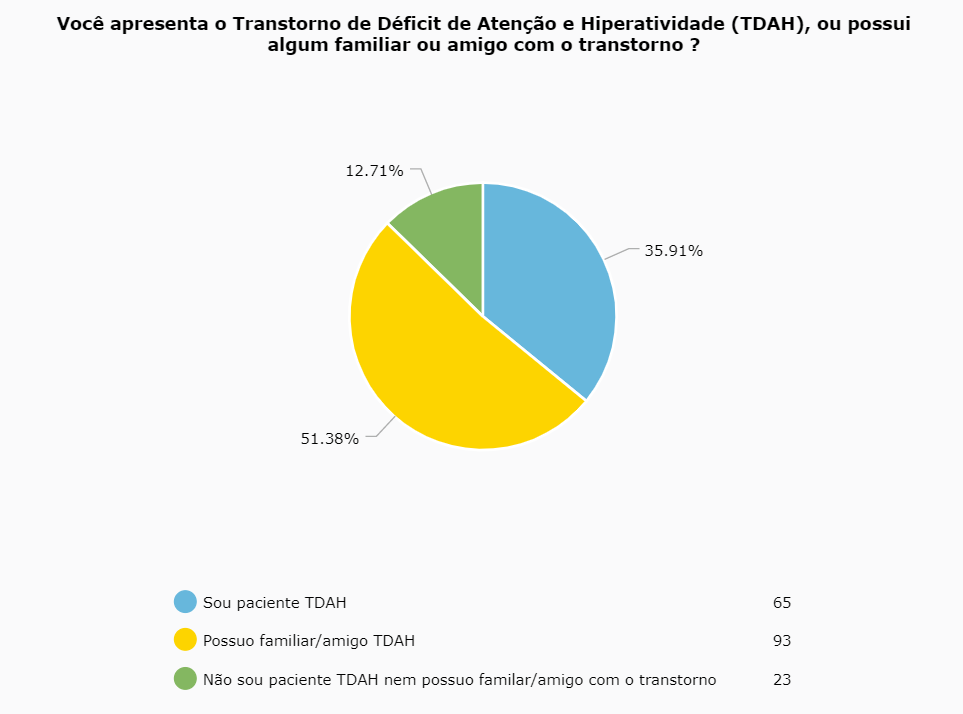 Você apresenta o Transtorno de Déficit de Atenção e Hiperatividade (TDAH), ou possui
algum familiar ou amigo com o transtorno ?
12.71%
35.91%
51.38%
Sou paciente TDAH 65
Possuo familiar/amigo TDAH 93
Não sou paciente TDAH nem possuo familar/amigo com o transtorno 23